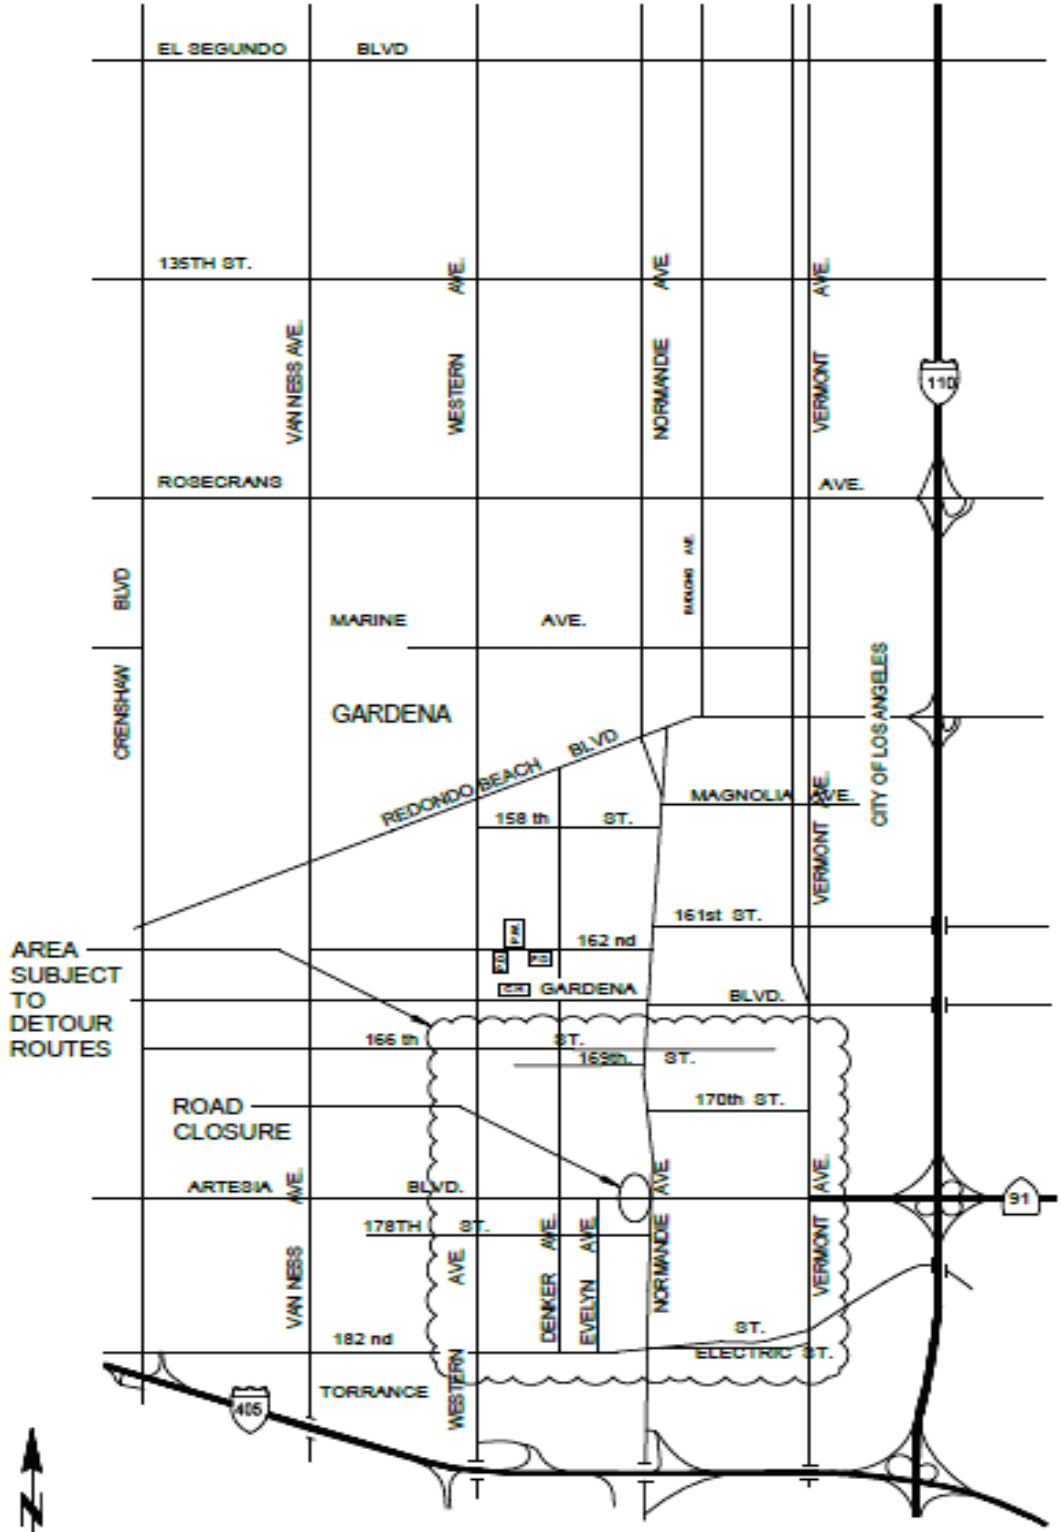 EL SEGUNDO BLVD
135TH ST.
VAN NESS AVE.
WESTERN AVE.
NORMANDIE AVE.
VERMONT AVE.
110
ROSECRANS AVE.
CRENSHAW BLVD
MARINE AVE.
GARDENA
CITY OF LOS ANGELES
REDONDO BEACH BLVD
MAGNOLIA AVE.
158 th ST.
VERMONT AVE.
161st ST.
162 nd
P.M.
F.D.
C.H.
GARDENA BLVD.
AREA
SUBJECT
TO
DETOUR
ROUTES
166 th ST.
169th. ST.
170th ST.
ROAD
CLOSURE
ARTESIA BLVD.
91
178TH ST.
VAN NESS AVE.
WESTERN AVE.
DENKER AVE.
EVELYN AVE.
NORMANDIE AVE.
VERMONT AVE.
182 nd ST.
ELECTRIC ST.
TORRANCE
405
N